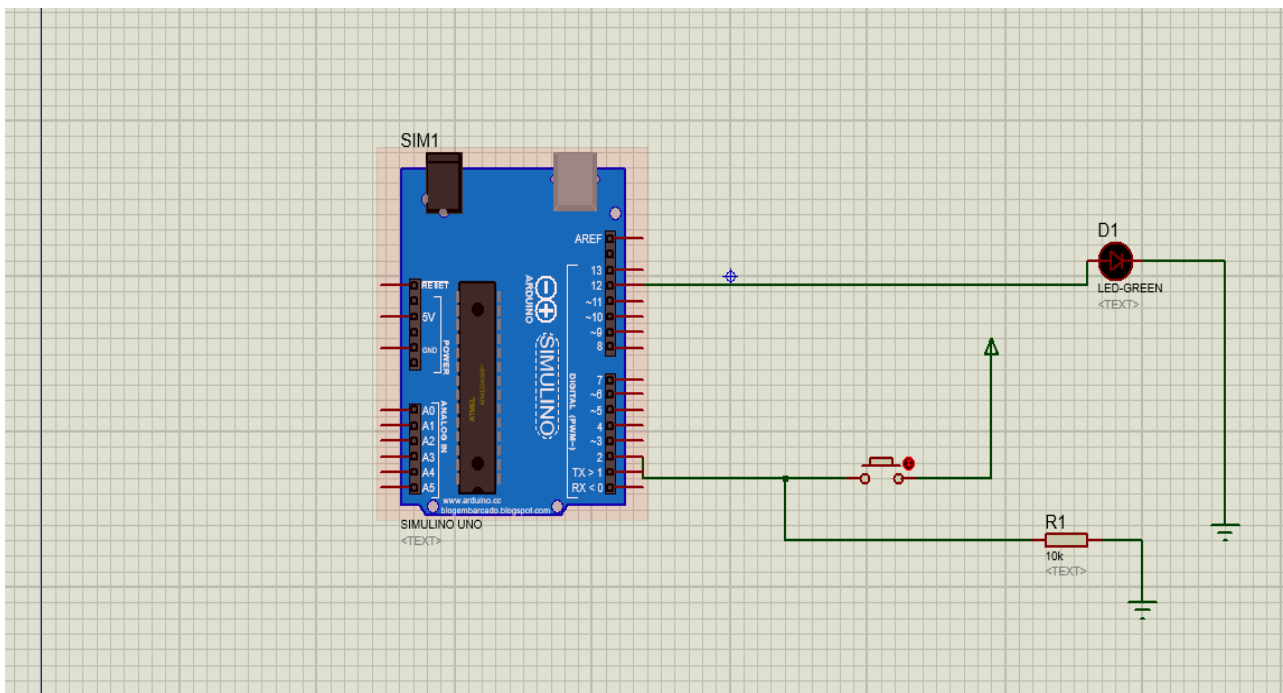 SIM1
AREF
13
12
~11
~10
~9
8
7
~6
~5
4
~3
2
TX > 1
RX < 0
RESET
5V
GND
POWER
A0
A1
A2
A3
A4
A5
ANALOG IN
ARDUINO
SIMULINO
DIGITAL (PWM~)
ATMEL
www.arduino.cc
blogembarcado.blogspot.com
SIMULINO UNO
<TEXT>
D1
LED-GREEN
<TEXT>
R1
10k
<TEXT>